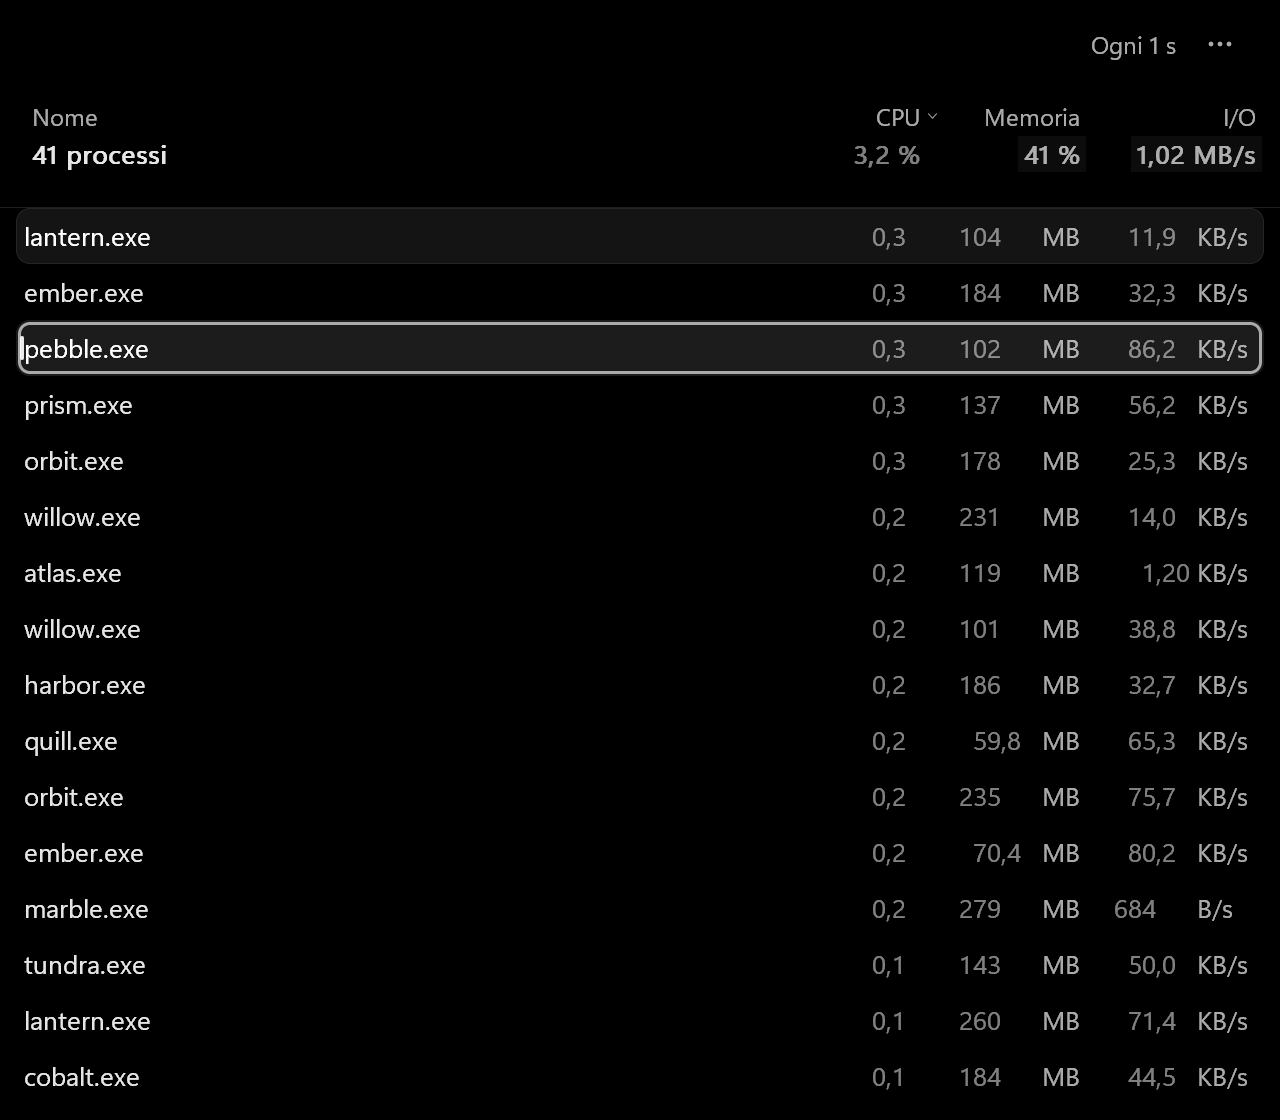 Ogni 1 s ···
Nome CPU Memoria I/O
41 processi 3,2 % 41 % 1,02 MB/s
lantern.exe 0,3 104 MB 11,9 KB/s
ember.exe 0,3 184 MB 32,3 KB/s
pebble.exe 0,3 102 MB 86,2 KB/s
prism.exe 0,3 137 MB 56,2 KB/s
orbit.exe 0,3 178 MB 25,3 KB/s
willow.exe 0,2 231 MB 14,0 KB/s
atlas.exe 0,2 119 MB 1,20 KB/s
willow.exe 0,2 101 MB 38,8 KB/s
harbor.exe 0,2 186 MB 32,7 KB/s
quill.exe 0,2 59,8 MB 65,3 KB/s
orbit.exe 0,2 235 MB 75,7 KB/s
ember.exe 0,2 70,4 MB 80,2 KB/s
marble.exe 0,2 279 MB 684 B/s
tundra.exe 0,1 143 MB 50,0 KB/s
lantern.exe 0,1 260 MB 71,4 KB/s
cobalt.exe 0,1 184 MB 44,5 KB/s